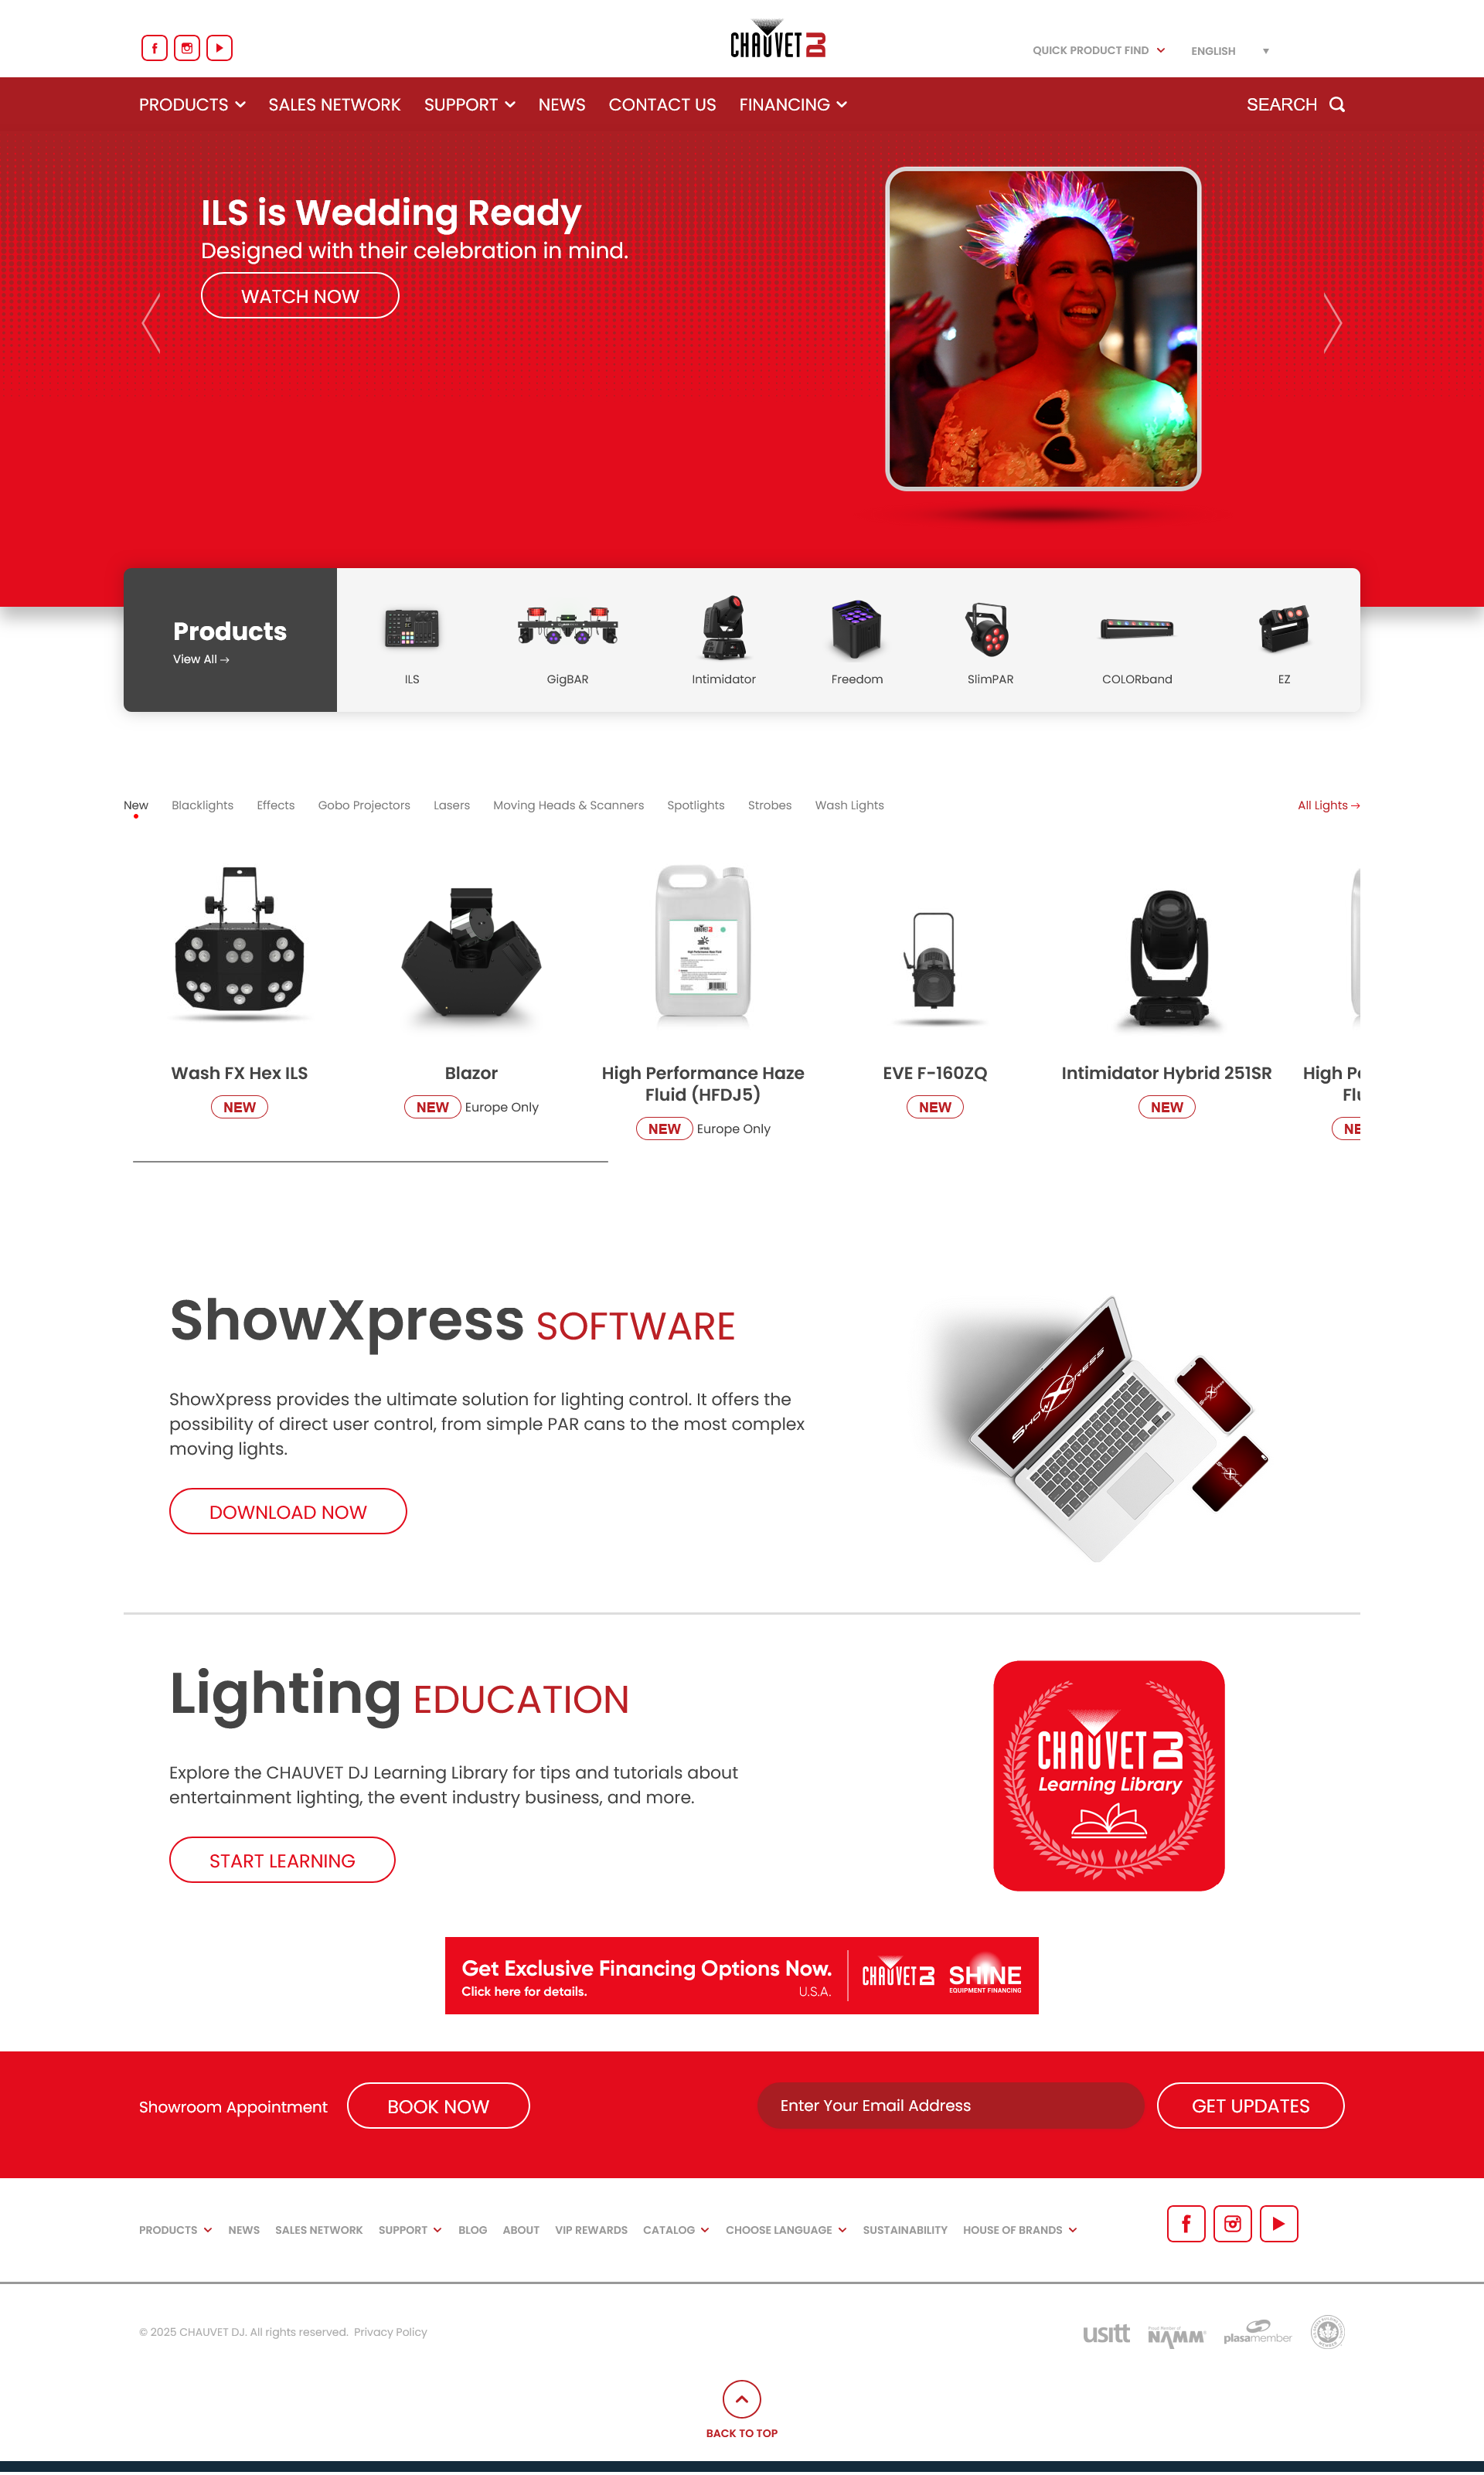 CHAUVET DJ
QUICK PRODUCT FIND
ENGLISH
PRODUCTS SALES NETWORK SUPPORT NEWS CONTACT US FINANCING SEARCH
ILS is Wedding Ready
Designed with their celebration in mind.
WATCH NOW
Products
View All →
ILS
GigBAR
Intimidator
Freedom
SlimPAR
COLORband
EZ
New Blacklights Effects Gobo Projectors Lasers Moving Heads & Scanners Spotlights Strobes Wash Lights All Lights →
CHAUVET DJ
Wash FX Hex ILS
NEW
Blazor
NEW Europe Only
High Performance Haze
Fluid (HFDJ5)
NEW Europe Only
EVE F-160ZQ
NEW
Intimidator Hybrid 251SR
NEW
High
ShowXpress SOFTWARE
ShowXpress provides the ultimate solution for lighting control. It offers the
possibility of direct user control, from simple PAR cans to the most complex
moving lights.
DOWNLOAD NOW
SHOWXPRESS
Lighting EDUCATION
Explore the CHAUVET DJ Learning Library for tips and tutorials about
entertainment lighting, the event industry business, and more.
START LEARNING
CHAUVET DJ
Learning Library
Get Exclusive Financing Options Now.
Click here for details. U.S.A.
CHAUVET DJ
SHINE
EQUIPMENT FINANCING
Showroom Appointment BOOK NOW Enter Your Email Address GET UPDATES
PRODUCTS NEWS SALES NETWORK SUPPORT BLOG ABOUT VIP REWARDS CATALOG CHOOSE LANGUAGE SUSTAINABILITY HOUSE OF BRANDS
© 2025 CHAUVET DJ. All rights reserved. Privacy Policy
usitt
NAMM
plasamember
BACK TO TOP